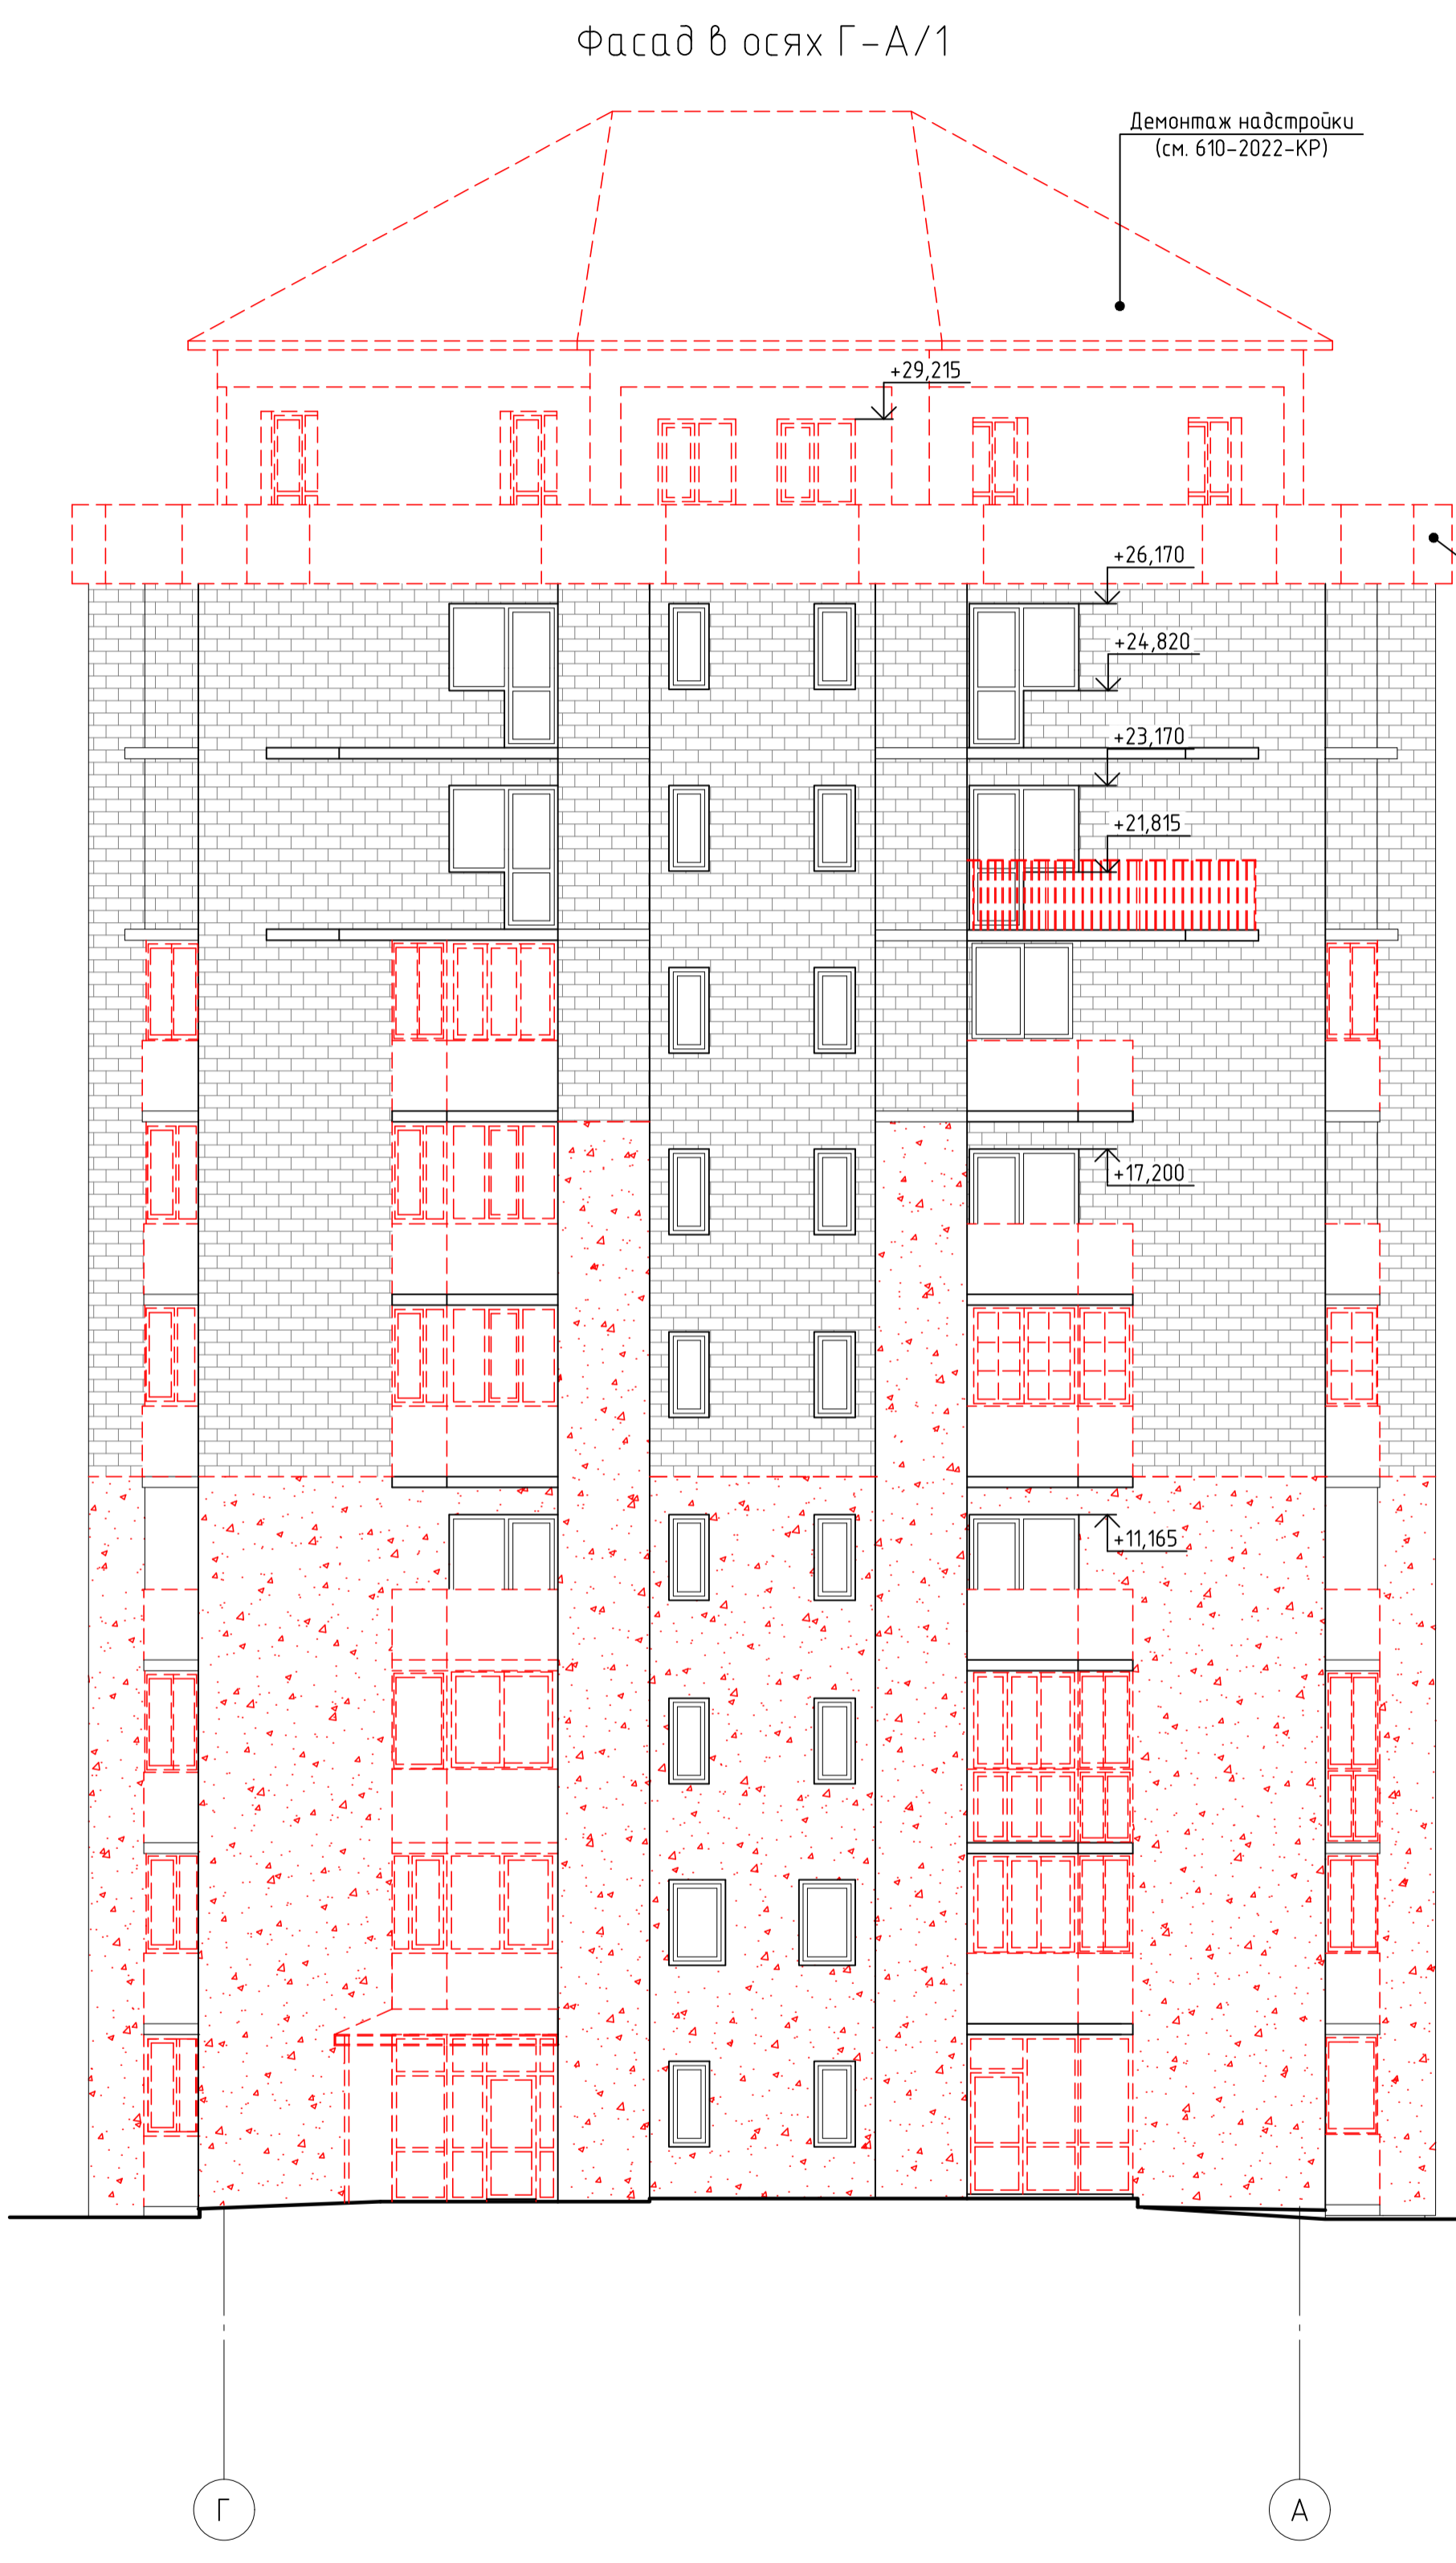 Фасад в осях Г-А/1
Демонтаж надстройки
(см. 610-2022-КР)
+29,215
+26,170
+24,820
+23,170
+21,815
+17,200
+11,165
Г
А